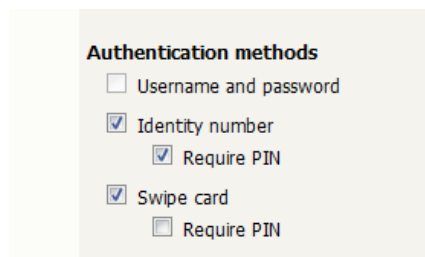 Authentication methods
Username and password
Identity number
Require PIN
Swipe card
Require PIN